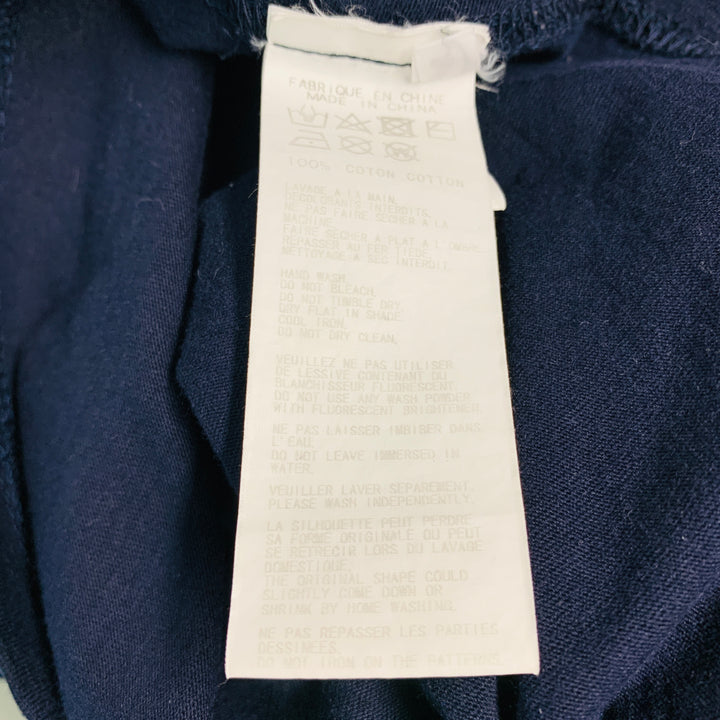 FABRIQUE EN CHINE
MADE IN CHINA
100% COTON COTTON
LAVAGE A LA MAIN.
DECOLORANTS INTERDITS.
NE PAS FAIRE SECHER A LA
MACHINE.
FAIRE SECHER A PLAT A L'OMBRE.
REPASSER AU FER TIEDE.
NETTOYAGE A SEC INTERDIT.
HAND WASH.
DO NOT BLEACH.
DO NOT TUMBLE DRY.
DRY FLAT IN SHADE.
COOL IRON.
DO NOT DRY CLEAN.
VEUILLEZ NE PAS UTILISER
DE LESSIVE CONTENANT DU
BLANCHISSEUR FLUORESCENT.
DO NOT USE ANY WASH POWDER
WITH FLUORESCENT BRIGHTENER.
NE PAS LAISSER IMBIBER DANS
L'EAU.
DO NOT LEAVE IMMERSED IN
WATER.
VEUILLER LAVER SEPAREMENT.
PLEASE WASH INDEPENDENTLY.
LA SILHOUETTE PEUT PERDRE
SA FORME ORIGINALE OU PEUT
SE RETRECIR LORS DU LAVAGE
DOMESTIQUE.
THE ORIGINAL SHAPE COULD
SLIGHTLY COME DOWN OR
SHRINK BY HOME WASHING.
NE PAS REPASSER LES PARTIES
DESSINEES.
DO NOT IRON ON THE PATTERNS.